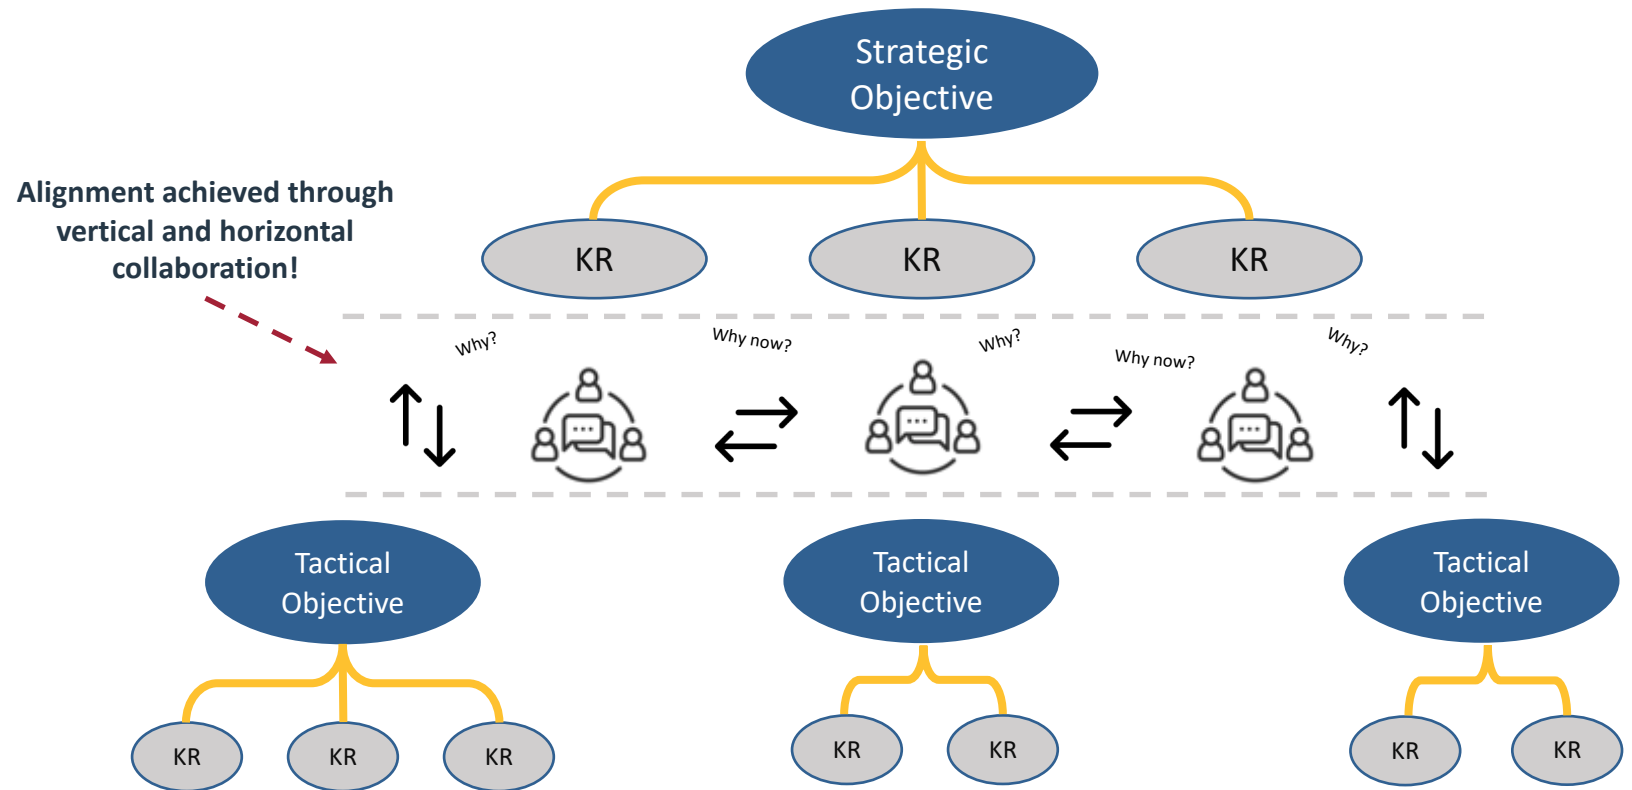 Strategic
Objective
Alignment achieved through
vertical and horizontal
collaboration!
KR
KR
KR
Why?
Why now?
Why?
Why now?
Why?
Tactical
Objective
Tactical
Objective
Tactical
Objective
KR
KR
KR
KR
KR
KR
KR